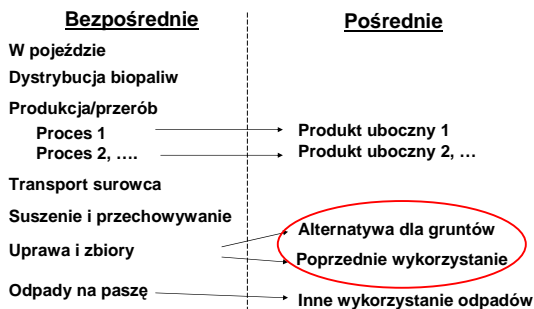 Bezpośrednie
Pośrednie
W pojeździe
Dystrybucja biopaliw
Produkcja/przerób
Proces 1
Produkt uboczny 1
Proces 2, ....
Produkt uboczny 2, ...
Transport surowca
Suszenie i przechowywanie
Alternatywa dla gruntów
Uprawa i zbiory
Poprzednie wykorzystanie
Odpady na paszę
Inne wykorzystanie odpadów